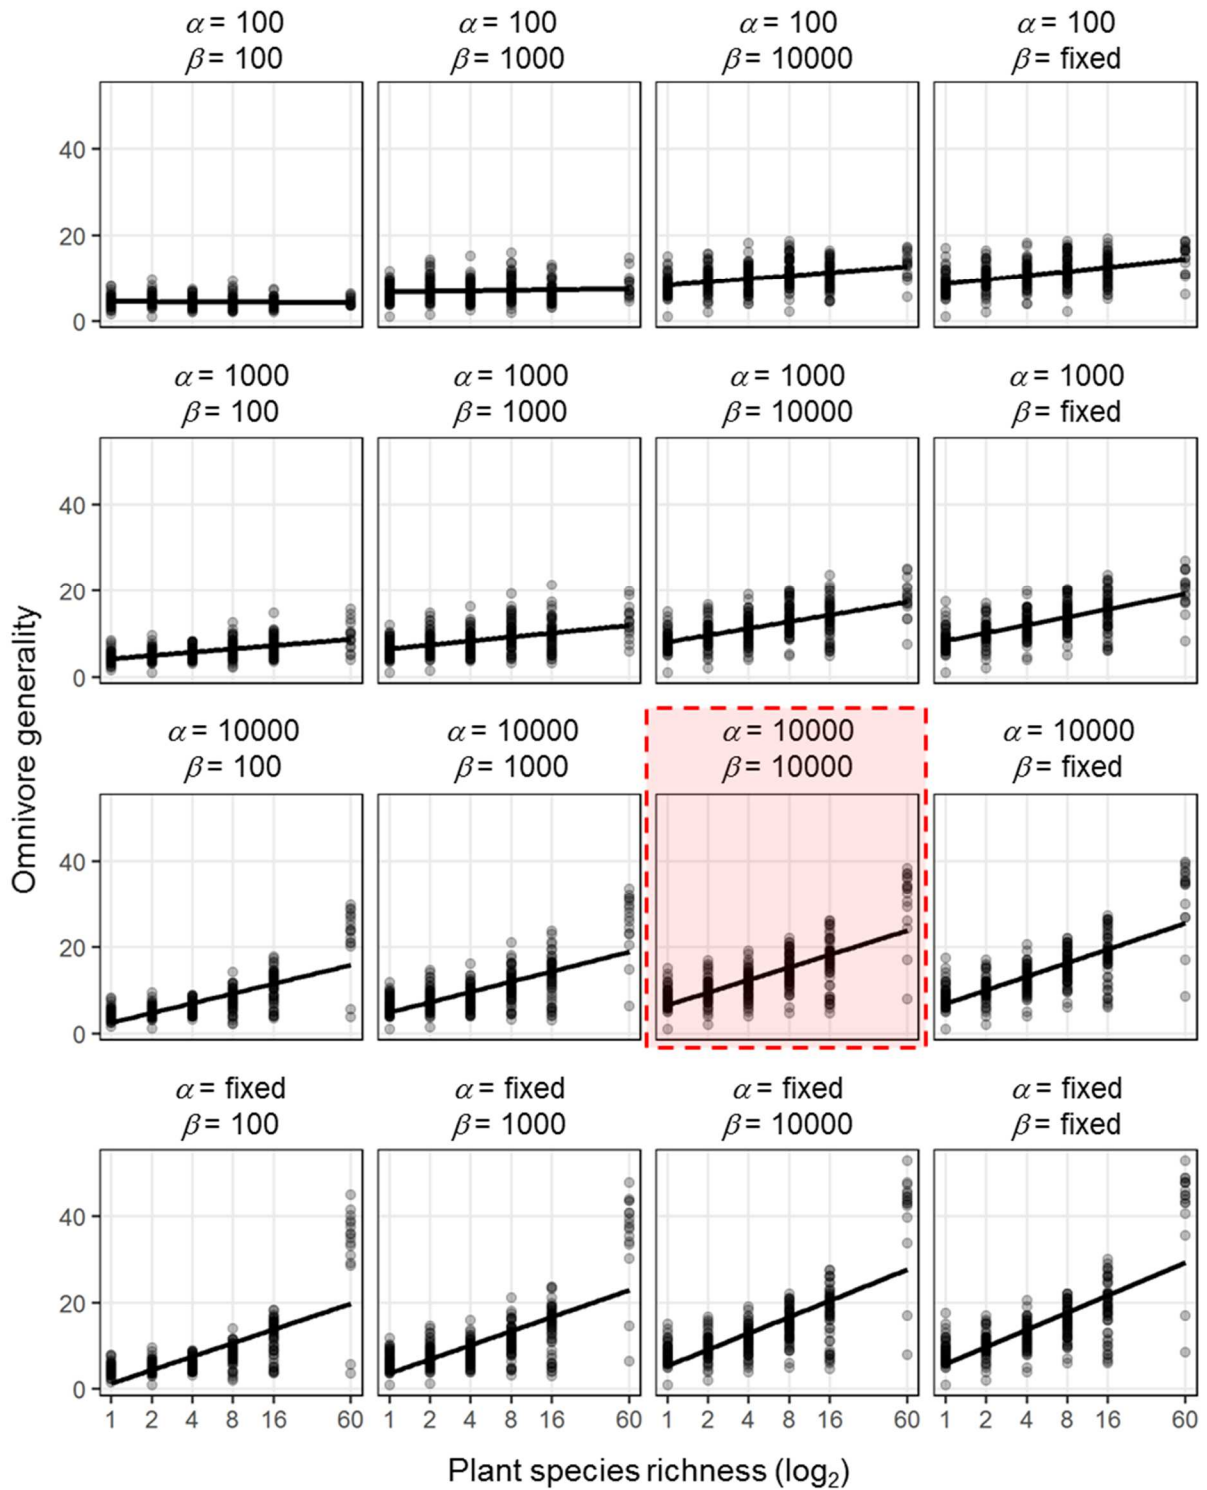 α = 100 α = 100 α = 100 α = 100
β = 100 β = 1000 β = 10000 β = fixed
40
20
0
α = 1000 α = 1000 α = 1000 α = 1000
β = 100 β = 1000 β = 10000 β = fixed
40
20
0
Omnivore generality
α = 10000 α = 10000 α = 10000 α = 10000
β = 100 β = 1000 β = 10000 β = fixed
40
20
0
α = fixed α = fixed α = fixed α = fixed
β = 100 β = 1000 β = 10000 β = fixed
40
20
0
1 2 4 8 16 60 1 2 4 8 16 60 1 2 4 8 16 60 1 2 4 8 16 60
Plant species richness (log₂)